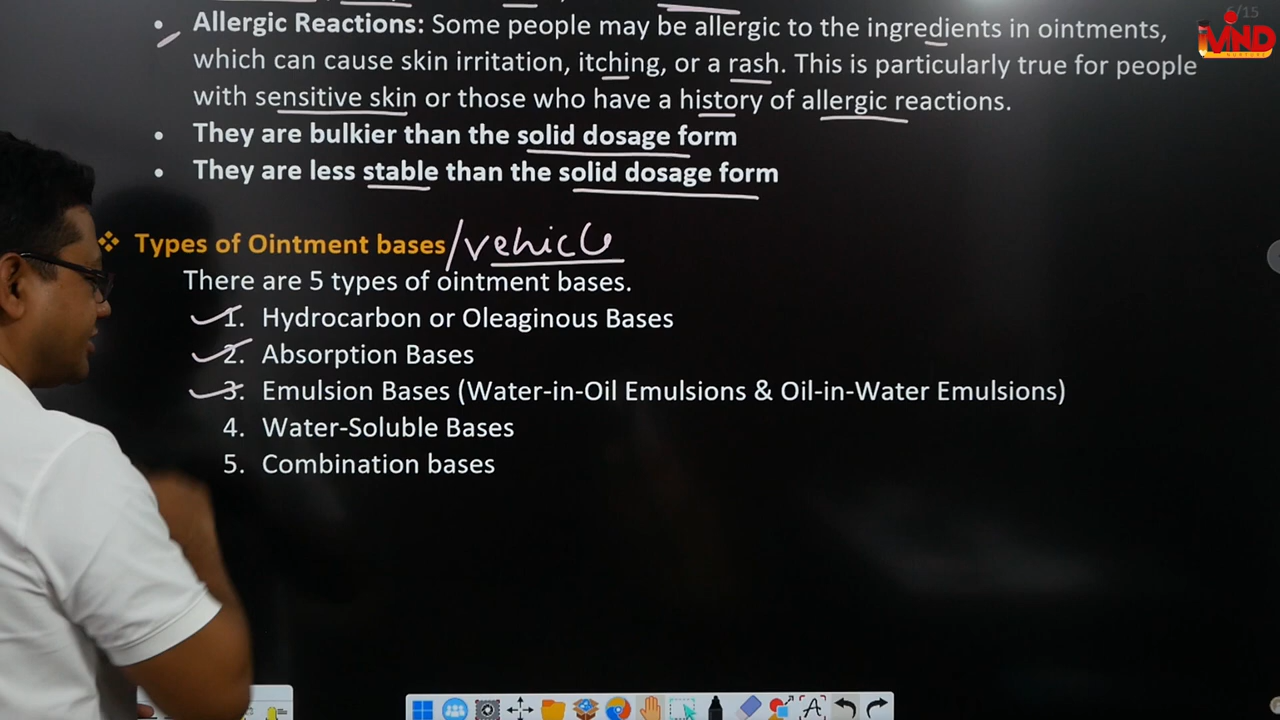 6/15
iVND
NURTURE
• Allergic Reactions: Some people may be allergic to the ingredients in ointments,
which can cause skin irritation, itching, or a rash. This is particularly true for people
with sensitive skin or those who have a history of allergic reactions.
• They are bulkier than the solid dosage form
• They are less stable than the solid dosage form
❖ Types of Ointment bases/vehicle
There are 5 types of ointment bases.
1. Hydrocarbon or Oleaginous Bases
2. Absorption Bases
3. Emulsion Bases (Water-in-Oil Emulsions & Oil-in-Water Emulsions)
4. Water-Soluble Bases
5. Combination bases